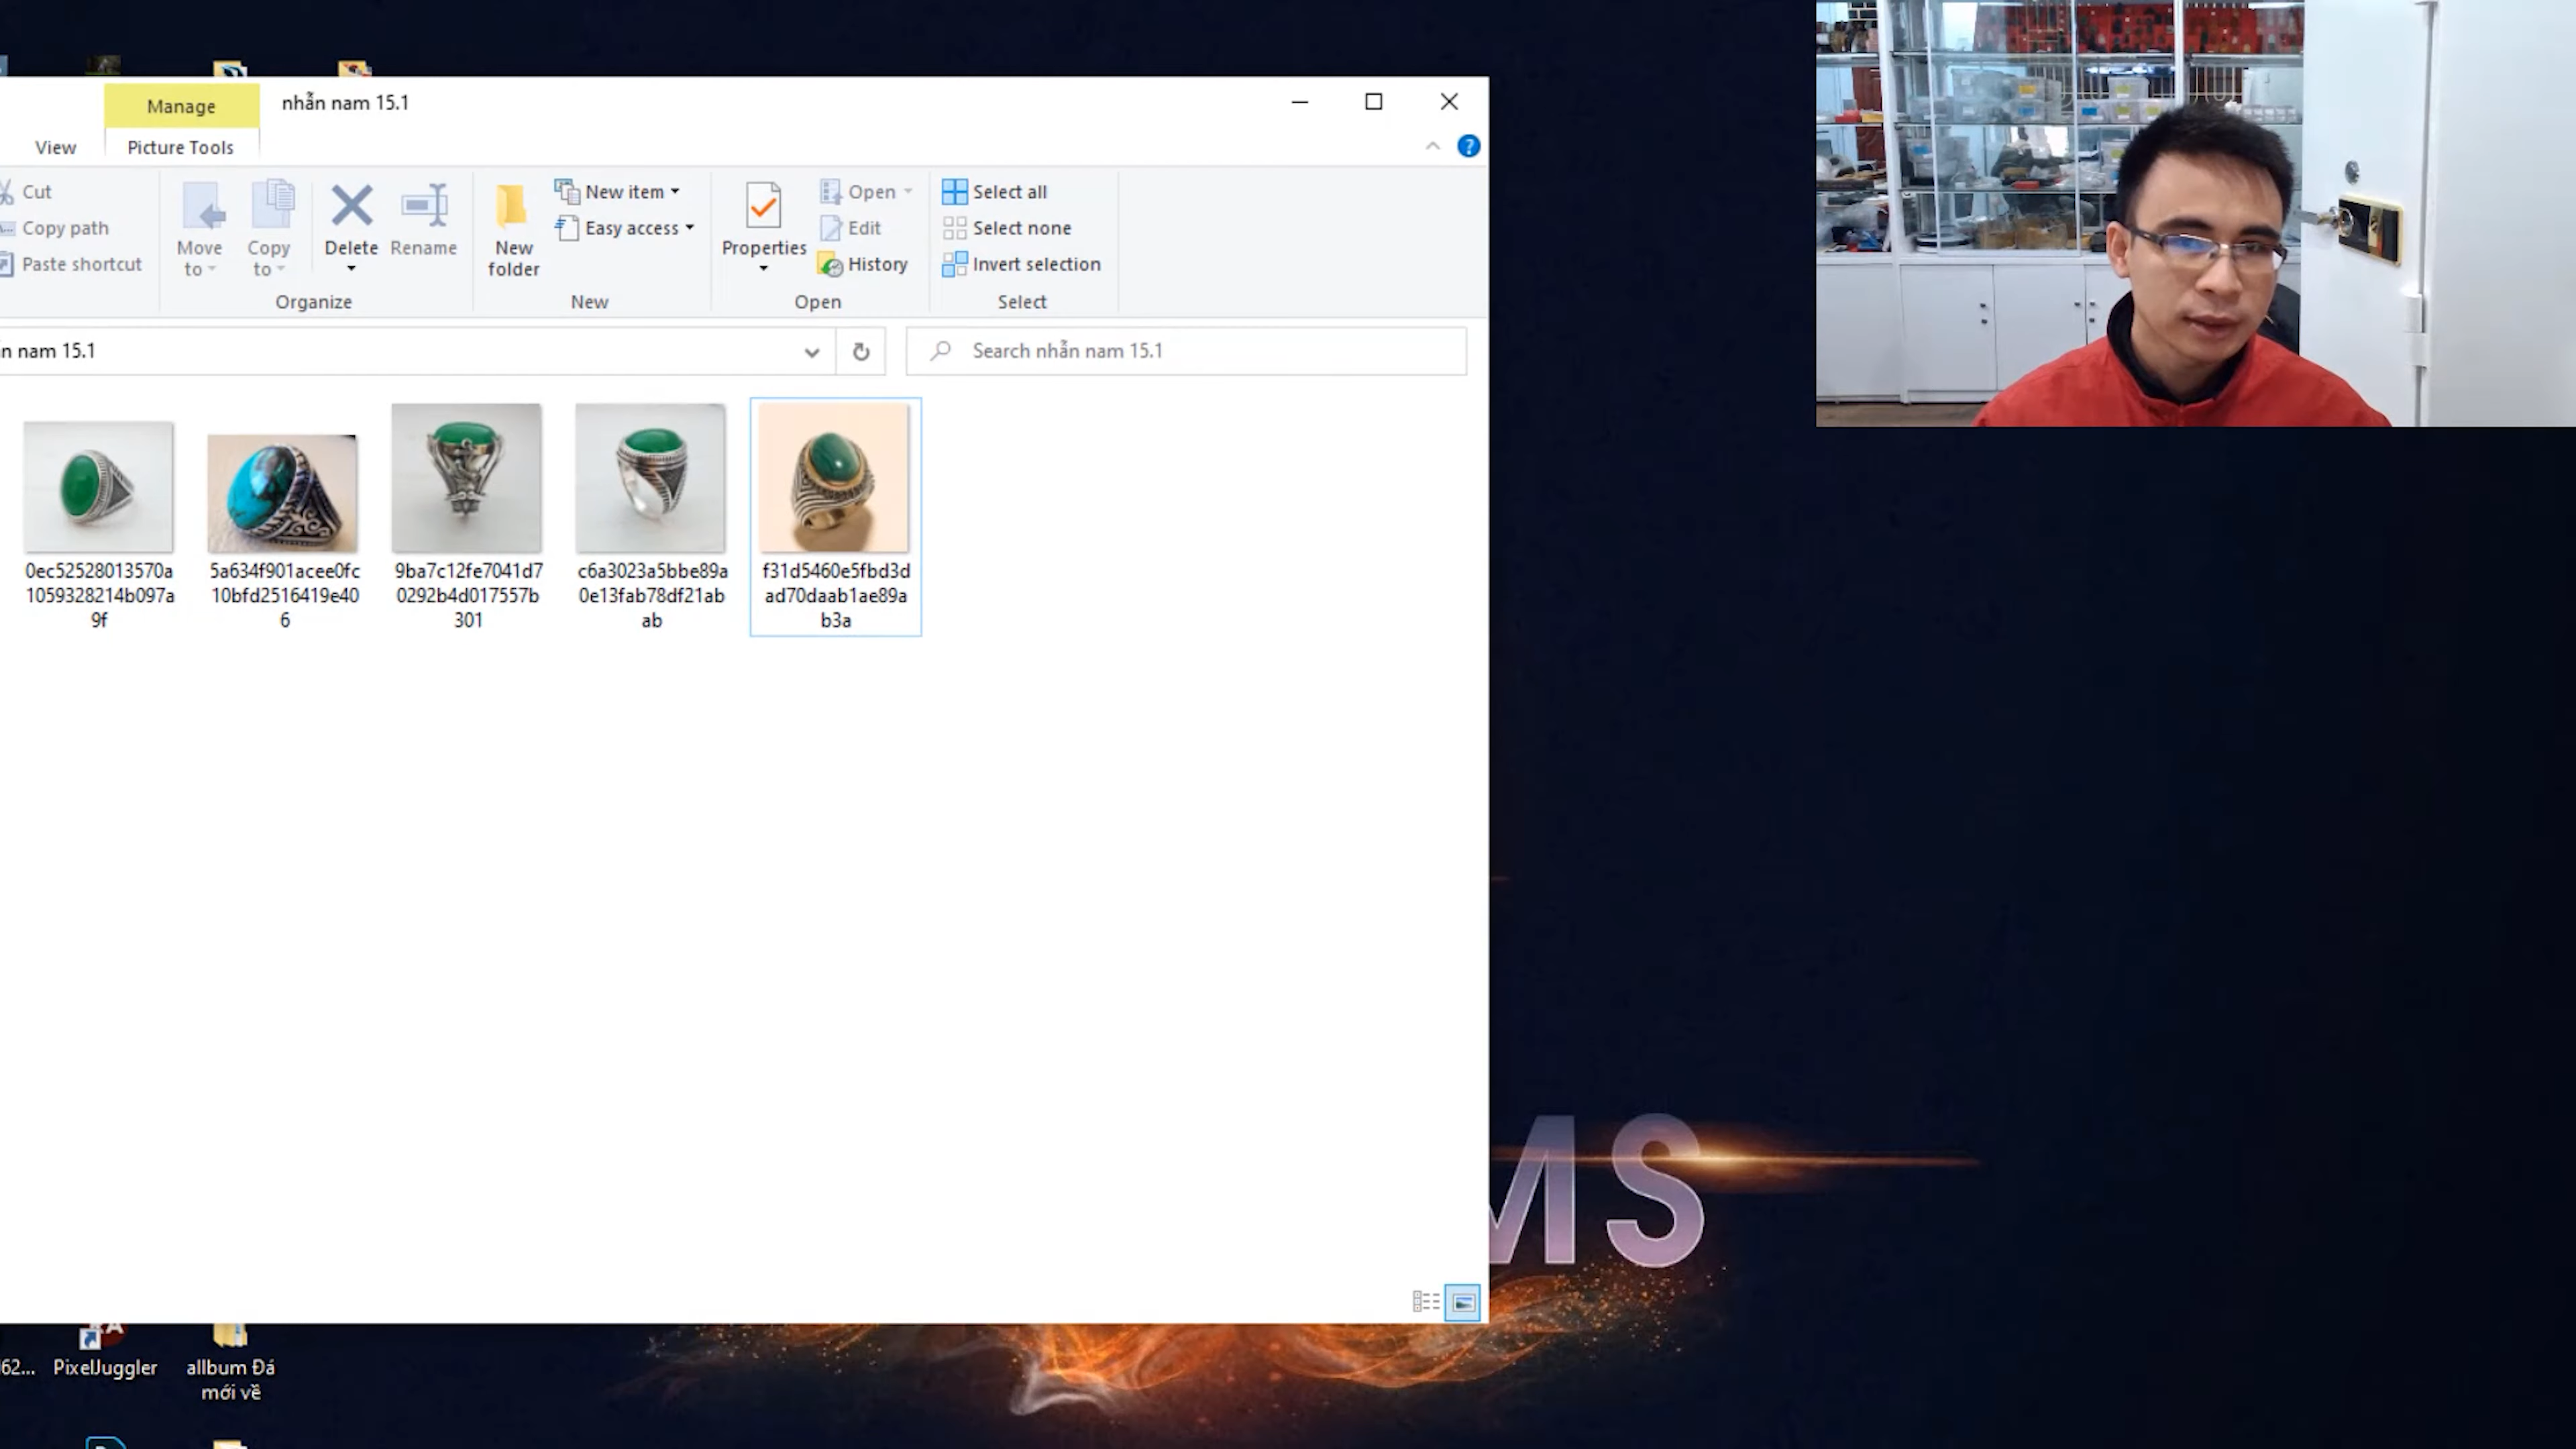 Manage
nhẫn nam 15.1
View
Picture Tools
Cut
Copy path
Paste shortcut
Move
to
Copy
to
Delete
Rename
Organize
New
folder
New item
Easy access
New
Properties
Open
Edit
History
Open
Select all
Select none
Invert selection
Select
nam 15.1
Search nhẫn nam 15.1
0ec52528013570a
1059328214b097a
9f
5a634f901acee0fc
10bfd2516419e40
6
9ba7c12fe7041d7
0292b4d017557b
301
c6a3023a5bbe89a
0e13fab78df21ab
ab
f31d5460e5fbd3d
ad70daab1ae89a
b3a
MS
62...
PixelJuggler
allbum Đá
mới về